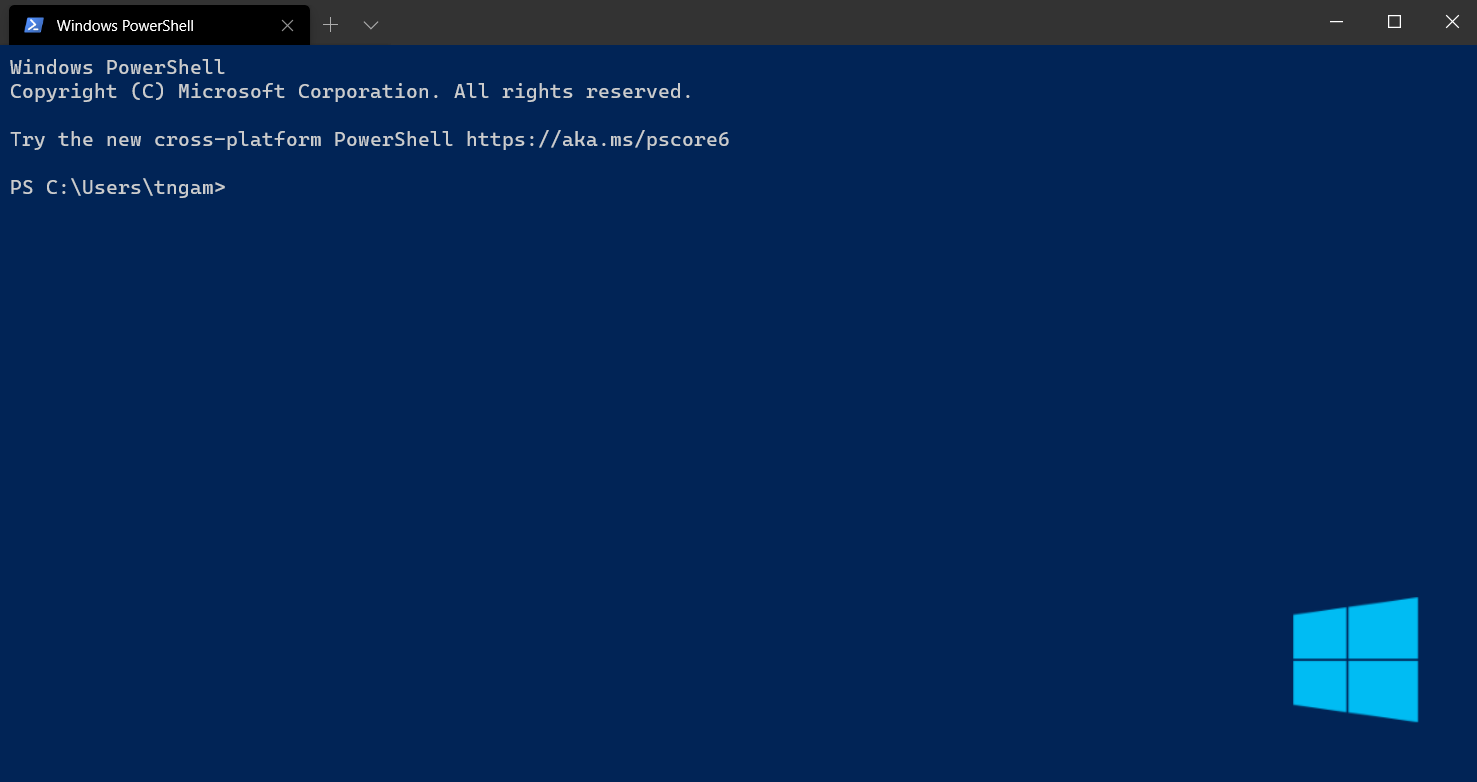 Windows PowerShell
Windows PowerShell
Copyright (C) Microsoft Corporation. All rights reserved.
Try the new cross-platform PowerShell https://aka.ms/pscore6
PS C:\Users\tngam>